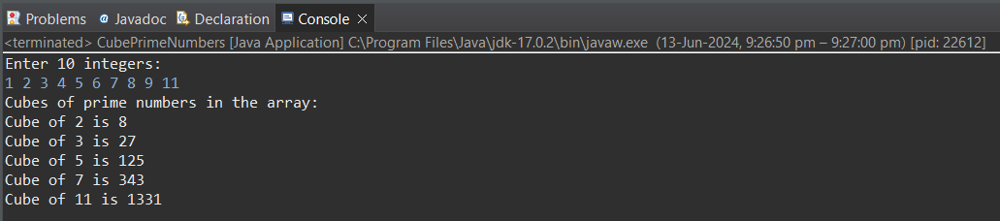 Problems @ Javadoc Declaration Console
<terminated> CubePrimeNumbers [Java Application] C:\Program Files\Java\jdk-17.0.2\bin\javaw.exe (13-Jun-2024, 9:26:50 pm – 9:27:00 pm) [pid: 22612]
Enter 10 integers:
1 2 3 4 5 6 7 8 9 11
Cubes of prime numbers in the array:
Cube of 2 is 8
Cube of 3 is 27
Cube of 5 is 125
Cube of 7 is 343
Cube of 11 is 1331